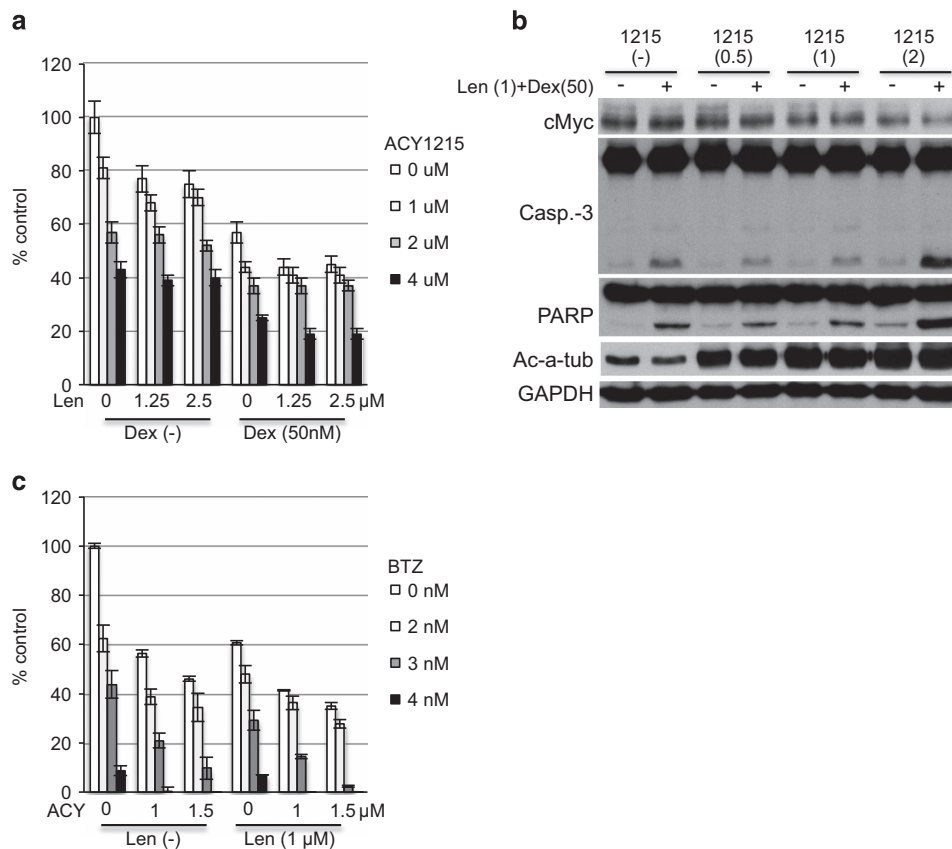 a
120
100
80
60
40
20
0
% control
ACY1215
0 uM
1 uM
2 uM
4 uM
Len 0 1.25 2.5 0 1.25 2.5 µM
Dex (-) Dex (50nM)
b
1215 1215 1215 1215
(-) (0.5) (1) (2)
Len (1)+Dex(50) - + - + - + - +
cMyc
Casp.-3
PARP
Ac-a-tub
GAPDH
c
120
100
80
60
40
20
0
% control
BTZ
0 nM
2 nM
3 nM
4 nM
ACY 0 1 1.5 0 1 1.5 µM
Len (-) Len (1 µM)